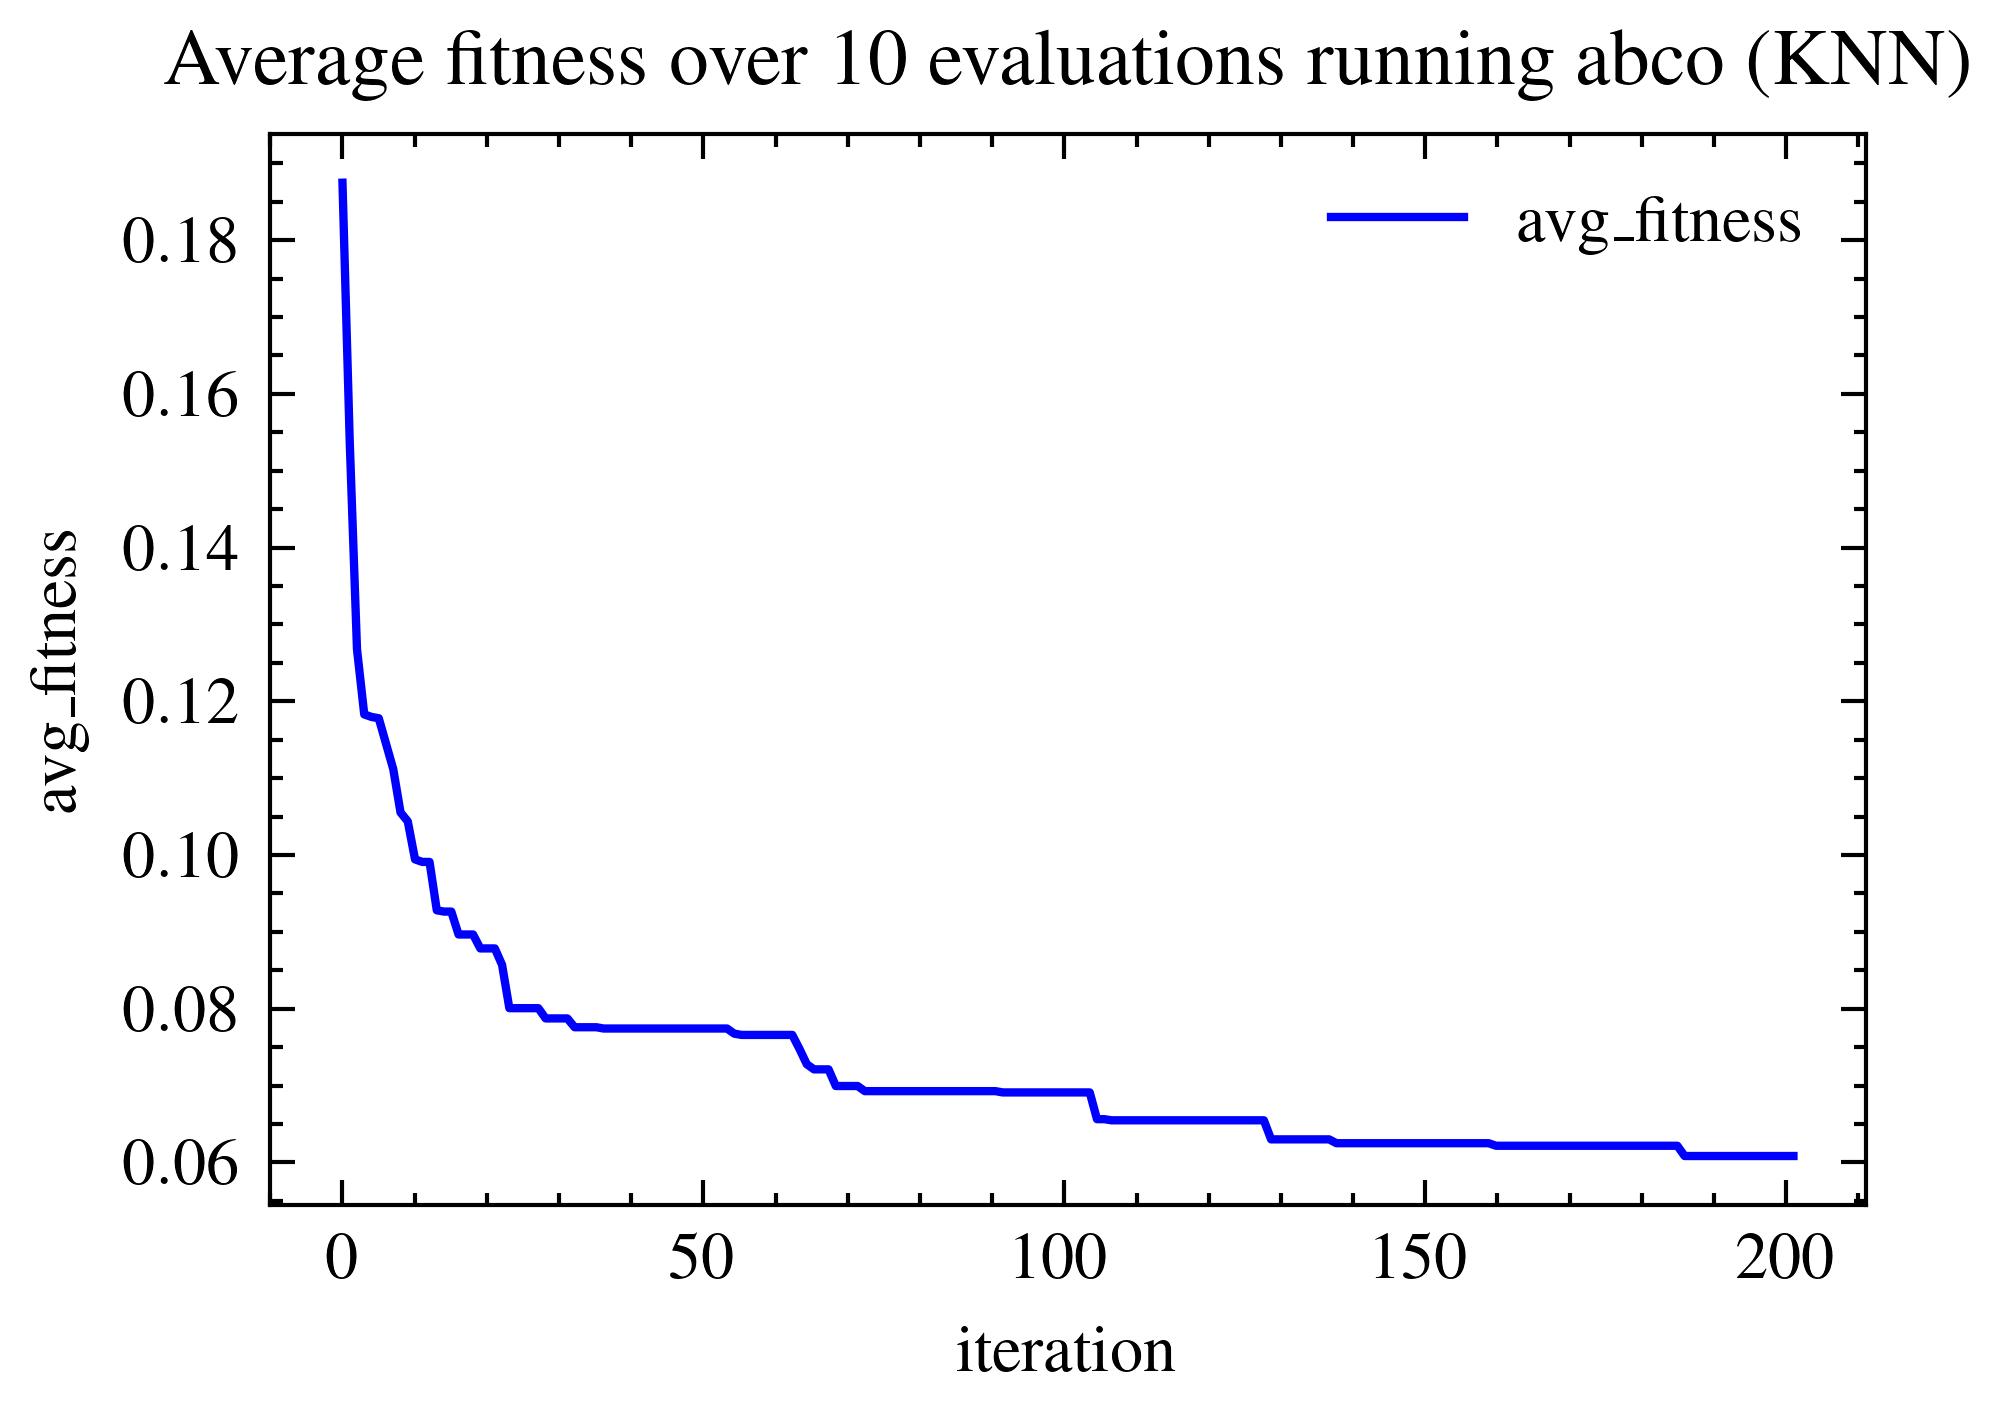 Average fitness over 10 evaluations running abco (KNN)
avg_fitness
avg_fitness
0.18
0.16
0.14
0.12
0.10
0.08
0.06
0 50 100 150 200
iteration